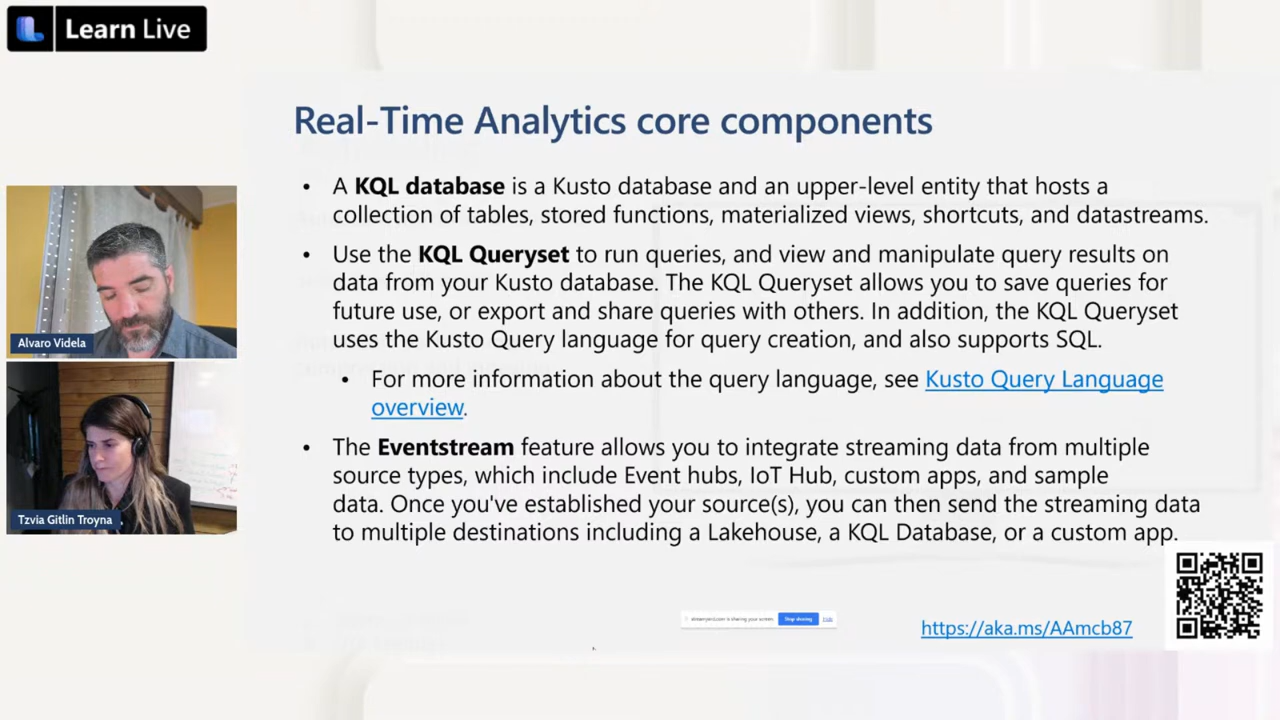 Learn Live
Real-Time Analytics core components
• A KQL database is a Kusto database and an upper-level entity that hosts a
collection of tables, stored functions, materialized views, shortcuts, and datastreams.
• Use the KQL Queryset to run queries, and view and manipulate query results on
data from your Kusto database. The KQL Queryset allows you to save queries for
future use, or export and share queries with others. In addition, the KQL Queryset
uses the Kusto Query language for query creation, and also supports SQL.
• For more information about the query language, see Kusto Query Language
overview.
• The Eventstream feature allows you to integrate streaming data from multiple
source types, which include Event hubs, IoT Hub, custom apps, and sample
data. Once you've established your source(s), you can then send the streaming data
to multiple destinations including a Lakehouse, a KQL Database, or a custom app.
Alvaro Videla
Tzvia Gitlin Troyna
is sharing your screen.
Stop sharing
Hide
https://aka.ms/AAmcb87